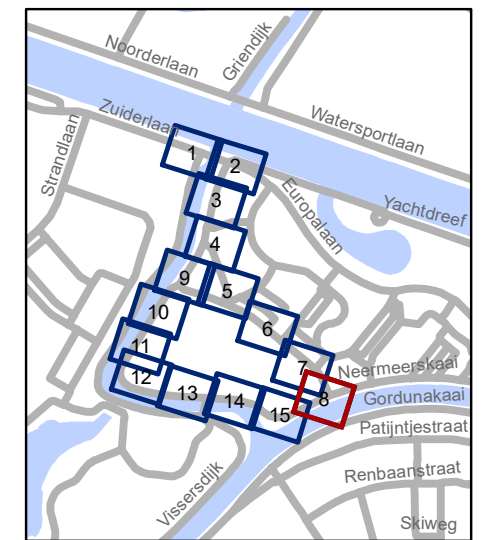 Noorderlaan
Griendijk
Watersportlaan
Zuiderlaan
Strandlaan
Europalaan
Yachtdreef
1
2
3
4
9
5
10
6
11
7
Neermeerskaai
12
13
14
15
8
Gordunakaai
Patijntjestraat
Renbaanstraat
Vissersdijk
Skiweg